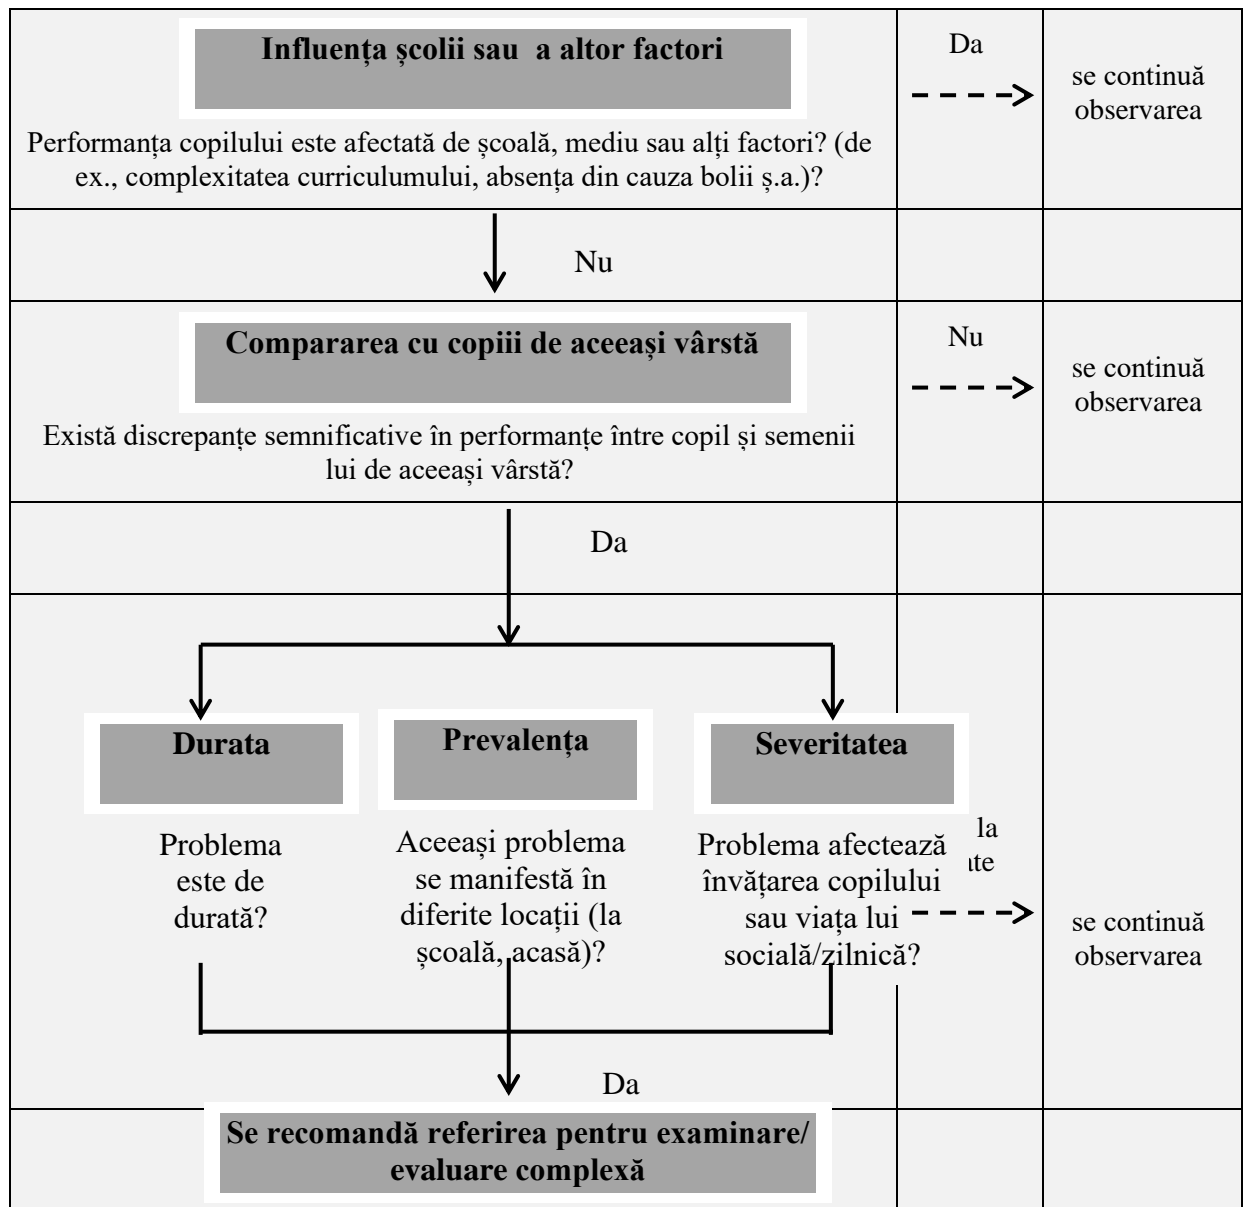 Influența școlii sau a altor factori
Da
se continuă
observarea
Performanța copilului este afectată de școală, mediu sau alți factori? (de
ex., complexitatea curriculumului, absența din cauza bolii ș.a.)?
Nu
Compararea cu copiii de aceeași vârstă
Nu
se continuă
observarea
Există discrepanțe semnificative în performanțe între copil și semenii
lui de aceeași vârstă?
Da
Durata
Problema
este de
durată?
Prevalența
Aceeași problema
se manifestă în
diferite locații (la
școală, acasă)?
Severitatea
Problema afectează
învățarea copilului
sau viața lui
socială/zilnică?
la
se continuă
observarea
Da
Se recomandă referirea pentru examinare/
evaluare complexă